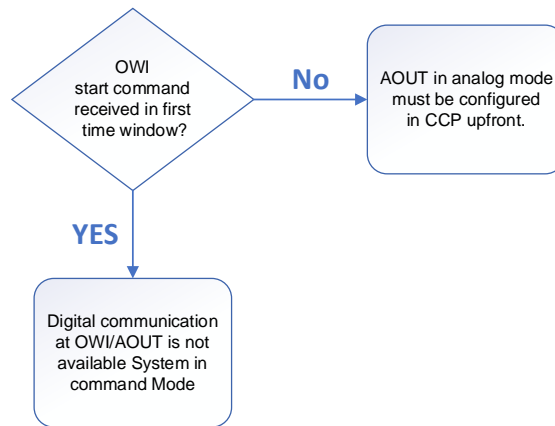 OWI
start command
received in first
time window?
No
AOUT in analog mode
must be configured
in CCP upfront.
YES
Digital communication
at OWI/AOUT is not
available System in
command Mode